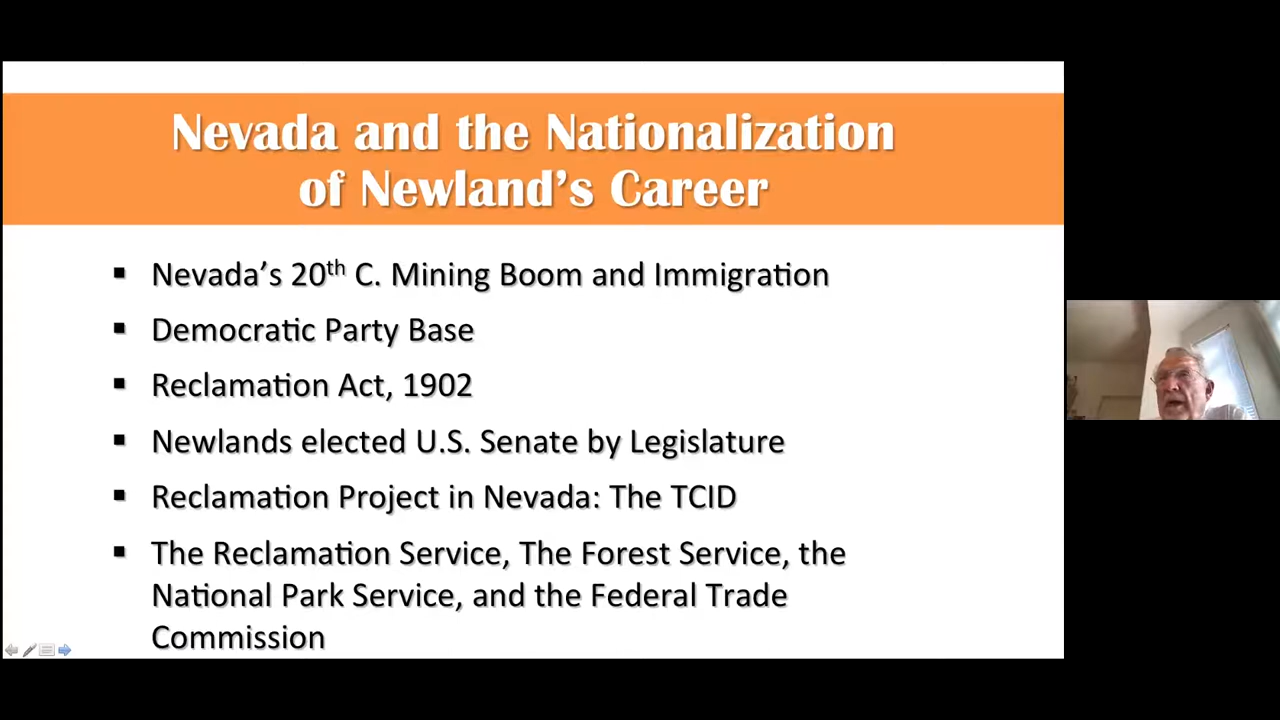 Nevada and the Nationalization
of Newland's Career
▪ Nevada's 20th C. Mining Boom and Immigration
▪ Democratic Party Base
▪ Reclamation Act, 1902
▪ Newlands elected U.S. Senate by Legislature
▪ Reclamation Project in Nevada: The TCID
▪ The Reclamation Service, The Forest Service, the
National Park Service, and the Federal Trade
Commission